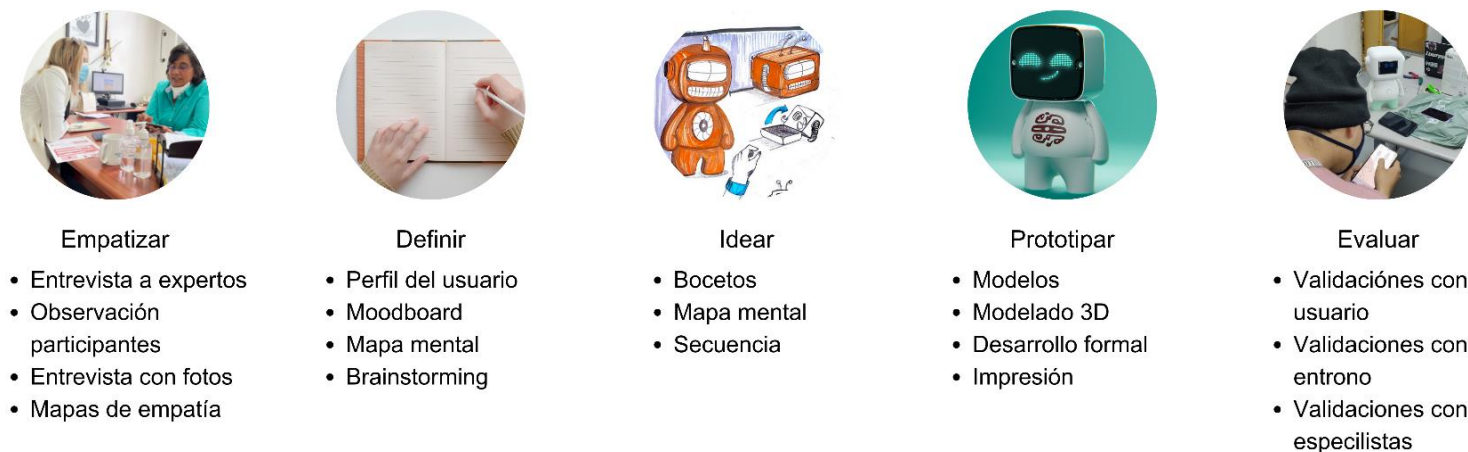 Empatizar
• Entrevista a expertos
• Observación
participantes
• Entrevista con fotos
• Mapas de empatía
Definir
• Perfil del usuario
• Moodboard
• Mapa mental
• Brainstorming
Idear
• Bocetos
• Mapa mental
• Secuencia
Prototipar
• Modelos
• Modelado 3D
• Desarrollo formal
• Impresión
Evaluar
• Validaciónes con
usuario
• Validaciones con
entrono
• Validaciones con
especilistas